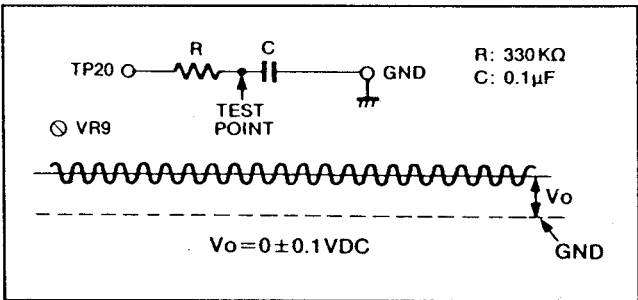 R C
R: 330KΩ
TP20 GND
C: 0.1μF
TEST
POINT
VR9
Vo
Vo=0±0.1VDC
GND